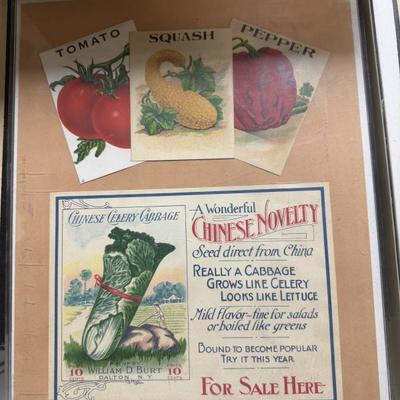 TOMATO
SQUASH
PEPPER
CHINESE CELERY CABBAGE
10
CENTS
WILLIAM D. BURT
DALTON, N.Y.
10
CENTS
A Wonderful
CHINESE NOVELTY
Seed direct from China
REALLY A CABBAGE
GROWS LIKE CELERY
LOOKS LIKE LETTUCE
Mild flavor-fine for salads
or boiled like greens
BOUND TO BECOME POPULAR
TRY IT THIS YEAR
FOR SALE HERE